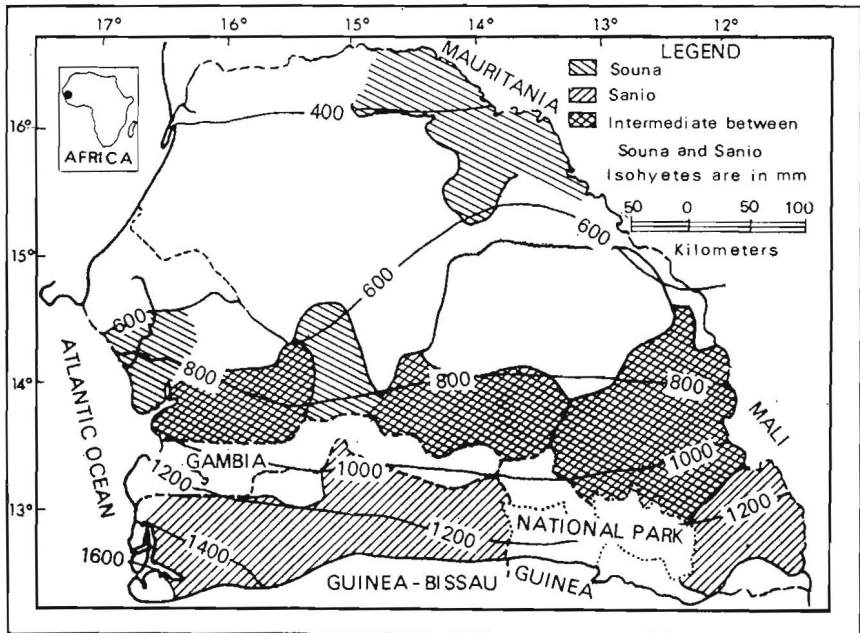 17° 16° 15° 14° 13° 12°
MAURITANIA
LEGEND
Souna
Sanio
Intermediate between
Souna and Sanio
Isohyetes are in mm
50 0 50 100
Kilometers
AFRICA
16°
400
15°
600
600
600
14°
800
800
800
ATLANTIC OCEAN
MALI
GAMBIA
1000
1000
13°
1200
1200
1200
NATIONAL PARK
1400
1600
GUINEA-BISSAU
GUINEA